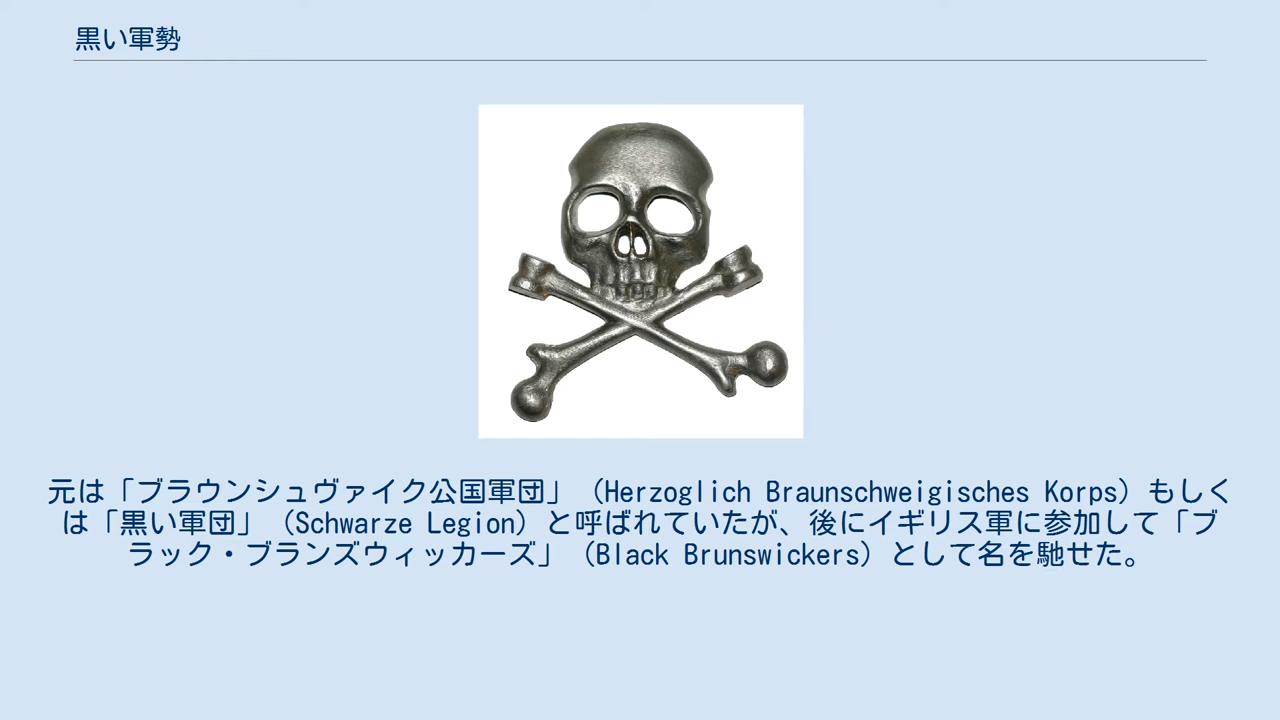 黒い軍勢
元は「ブラウンシュヴァイク公国軍団」（Herzoglich Braunschweigisches Korps）もしく
は「黒い軍団」（Schwarze Legion）と呼ばれていたが、後にイギリス軍に参加して「ブ
ラック・ブランズウィッカーズ」（Black Brunswickers）として名を馳せた。